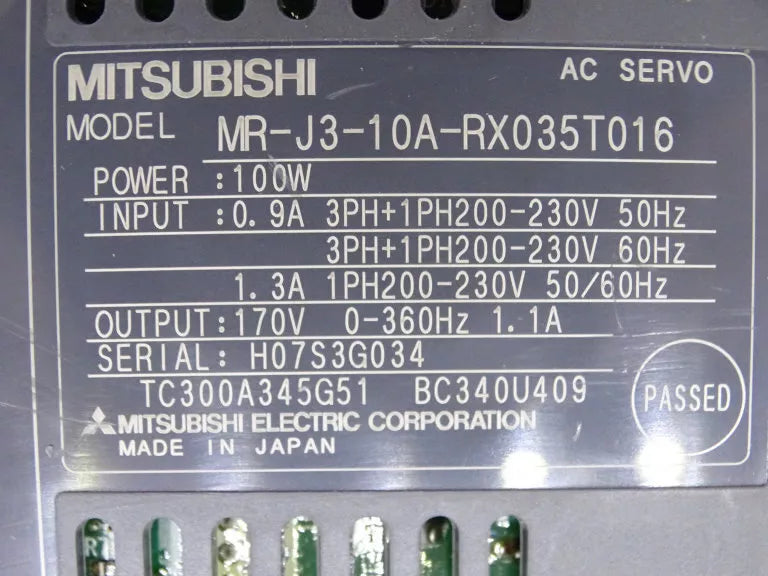 MITSUBISHI AC SERVO
MODEL MR-J3-10A-RX035T016
POWER :100W
INPUT :0.9A 3PH+1PH200-230V 50Hz
3PH+1PH200-230V 60Hz
1.3A 1PH200-230V 50/60Hz
OUTPUT:170V 0-360Hz 1.1A
SERIAL: H07S3G034
TC300A345G51 BC340U409
PASSED
MITSUBISHI ELECTRIC CORPORATION
MADE IN JAPAN